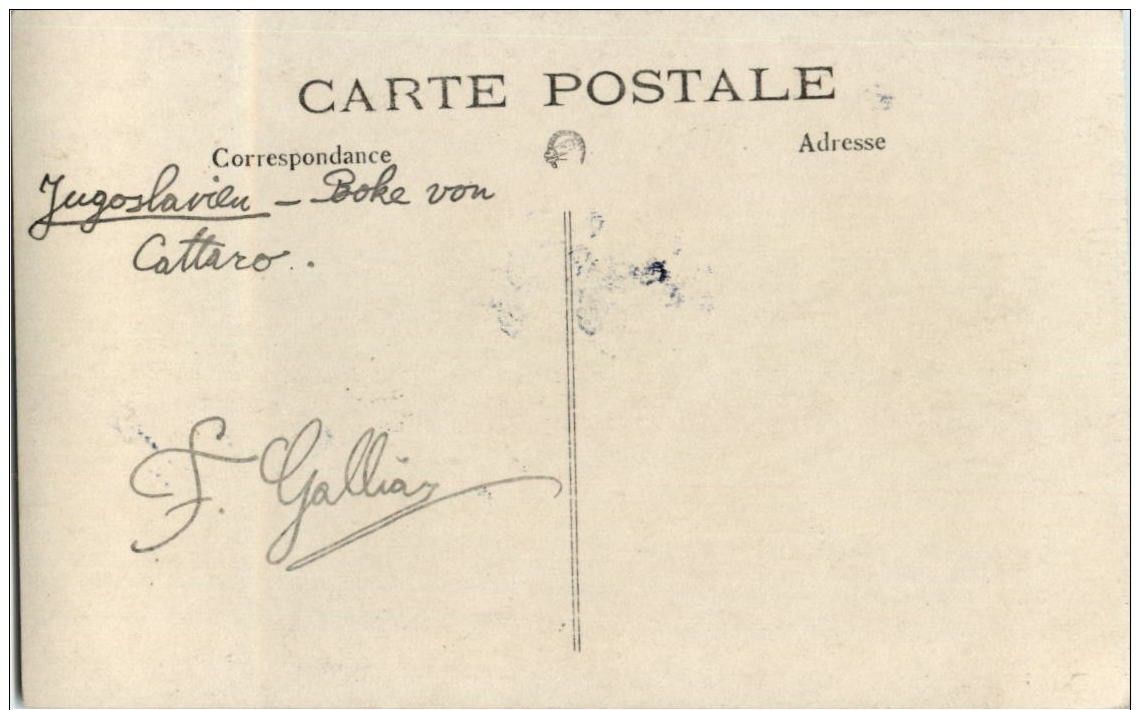 CARTE POSTALE
Correspondance
Adresse
Jugoslavien – Boke von
Cattaro.
F. Gallia